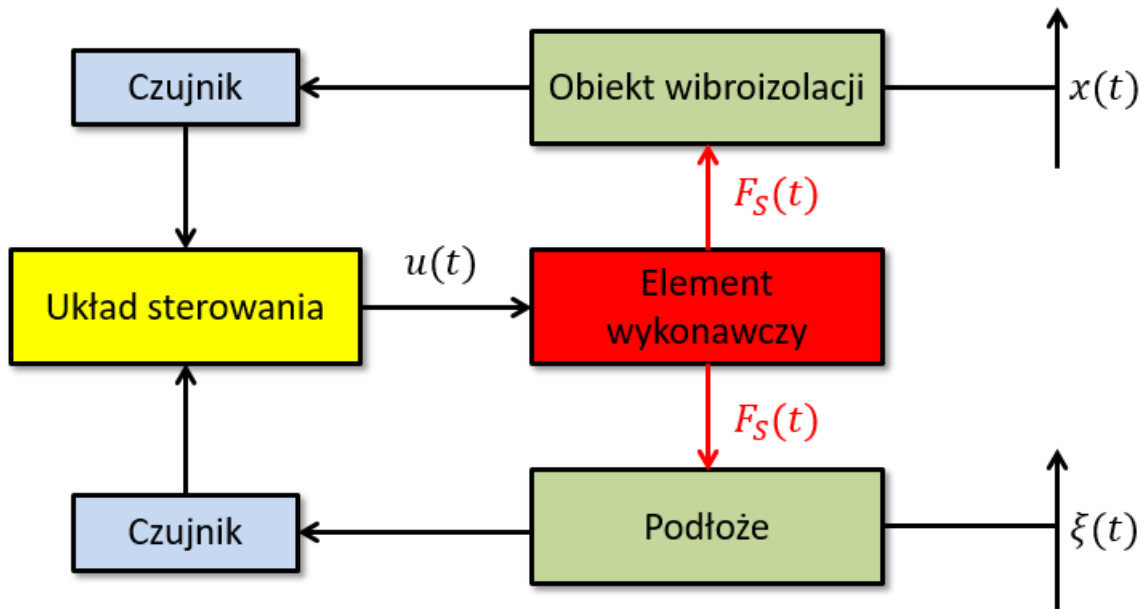 Czujnik
Obiekt wibroizolacji
x(t)
F_S(t)
Układ sterowania
u(t)
Element
wykonawczy
F_S(t)
Czujnik
Podłoże
ξ(t)